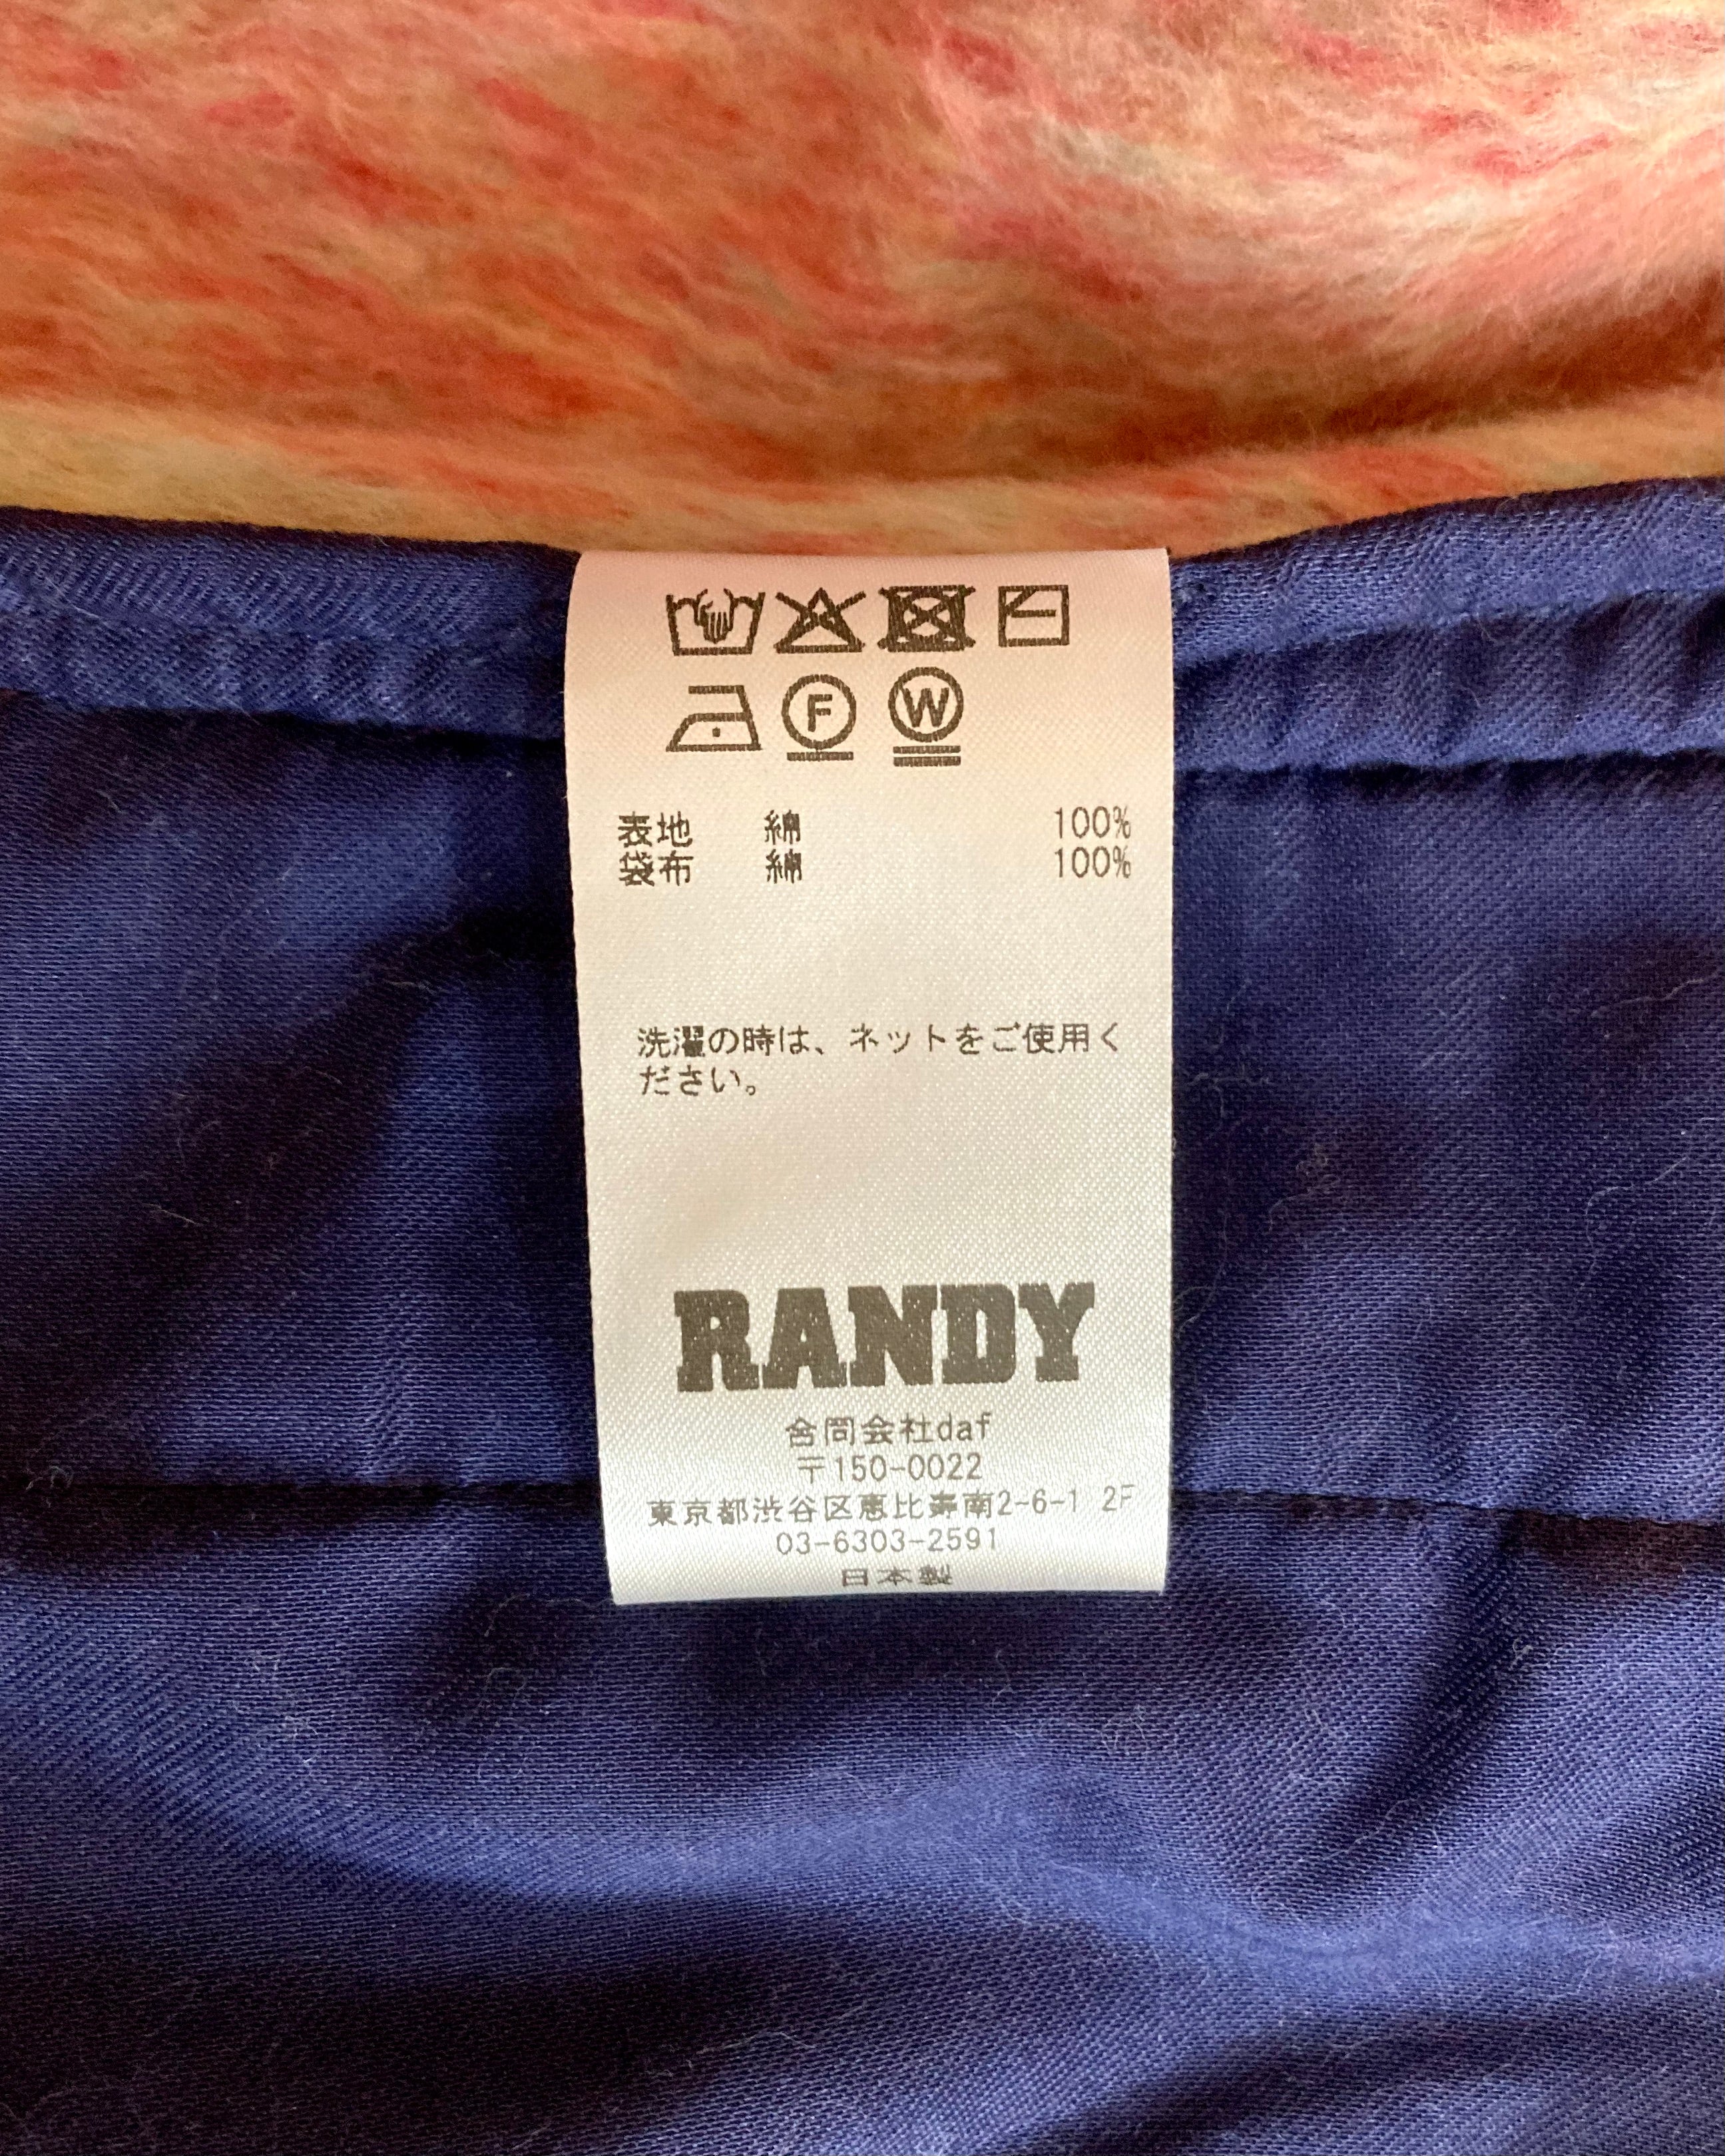 F W
表地 綿 100%
袋布 綿 100%
洗濯の時は、ネットをご使用く
ださい。
RANDY
合同会社daf
〒150-0022
東京都渋谷区恵比寿南2-6-1 2F
03-6303-2591
日本製